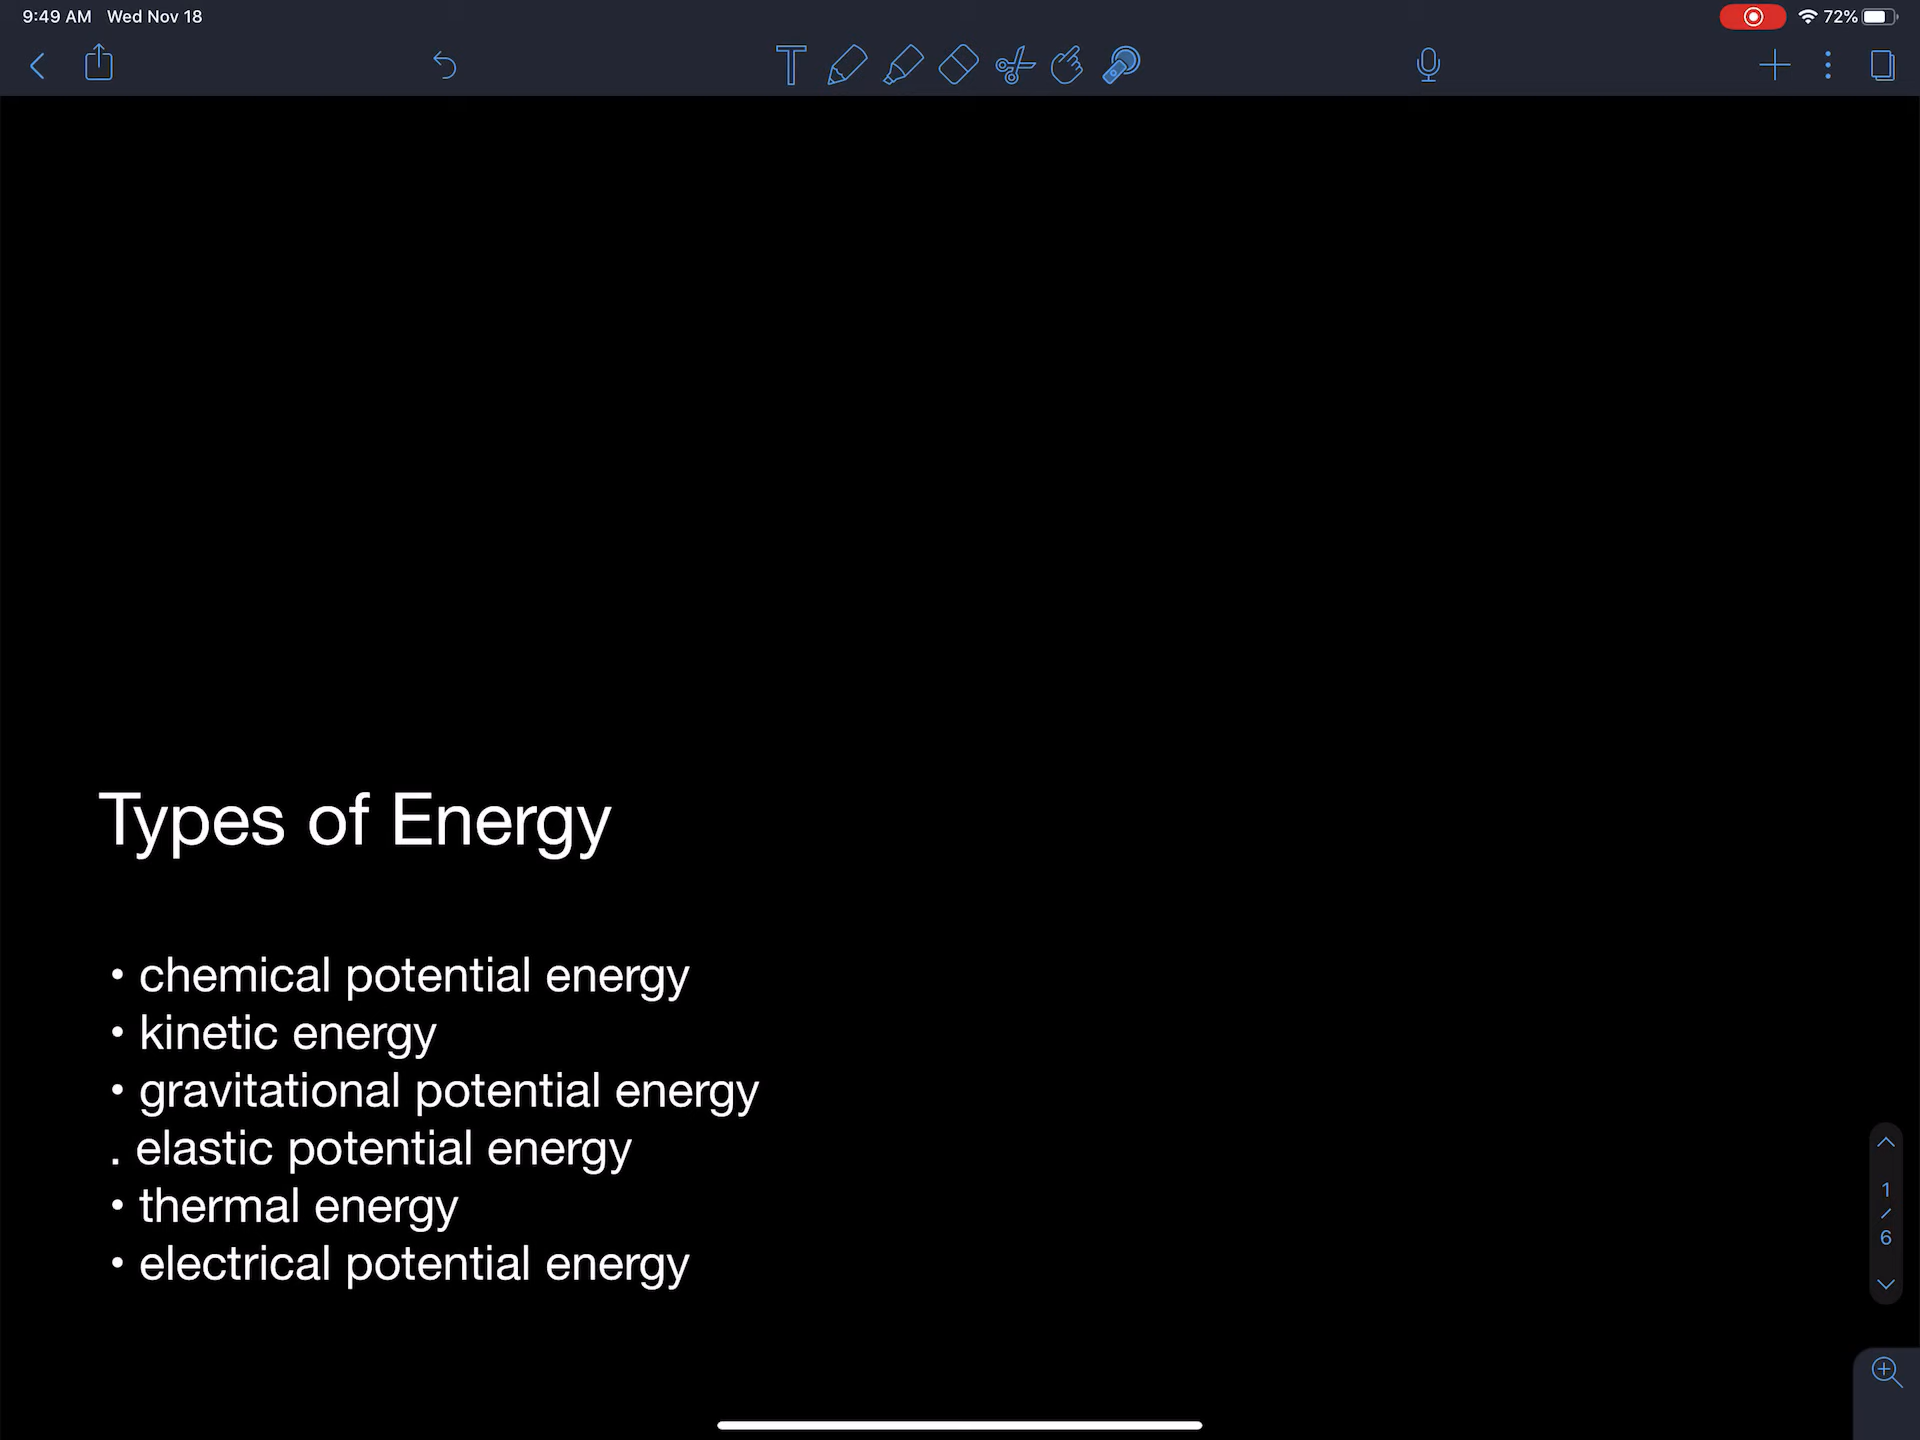 9:49 AM Wed Nov 18
72%
Types of Energy
• chemical potential energy
• kinetic energy
• gravitational potential energy
. elastic potential energy
• thermal energy
• electrical potential energy
1
/
6